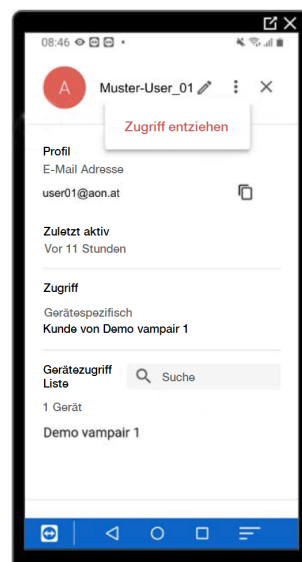 08:46
A
Muster-User_01
Zugriff entziehen
Profil
E-Mail Adresse
user01@aon.at
Zuletzt aktiv
Vor 11 Stunden
Zugriff
Gerätespezifisch
Kunde von Demo vampair 1
Gerätezugriff
Liste
Suche
1 Gerät
Demo vampair 1